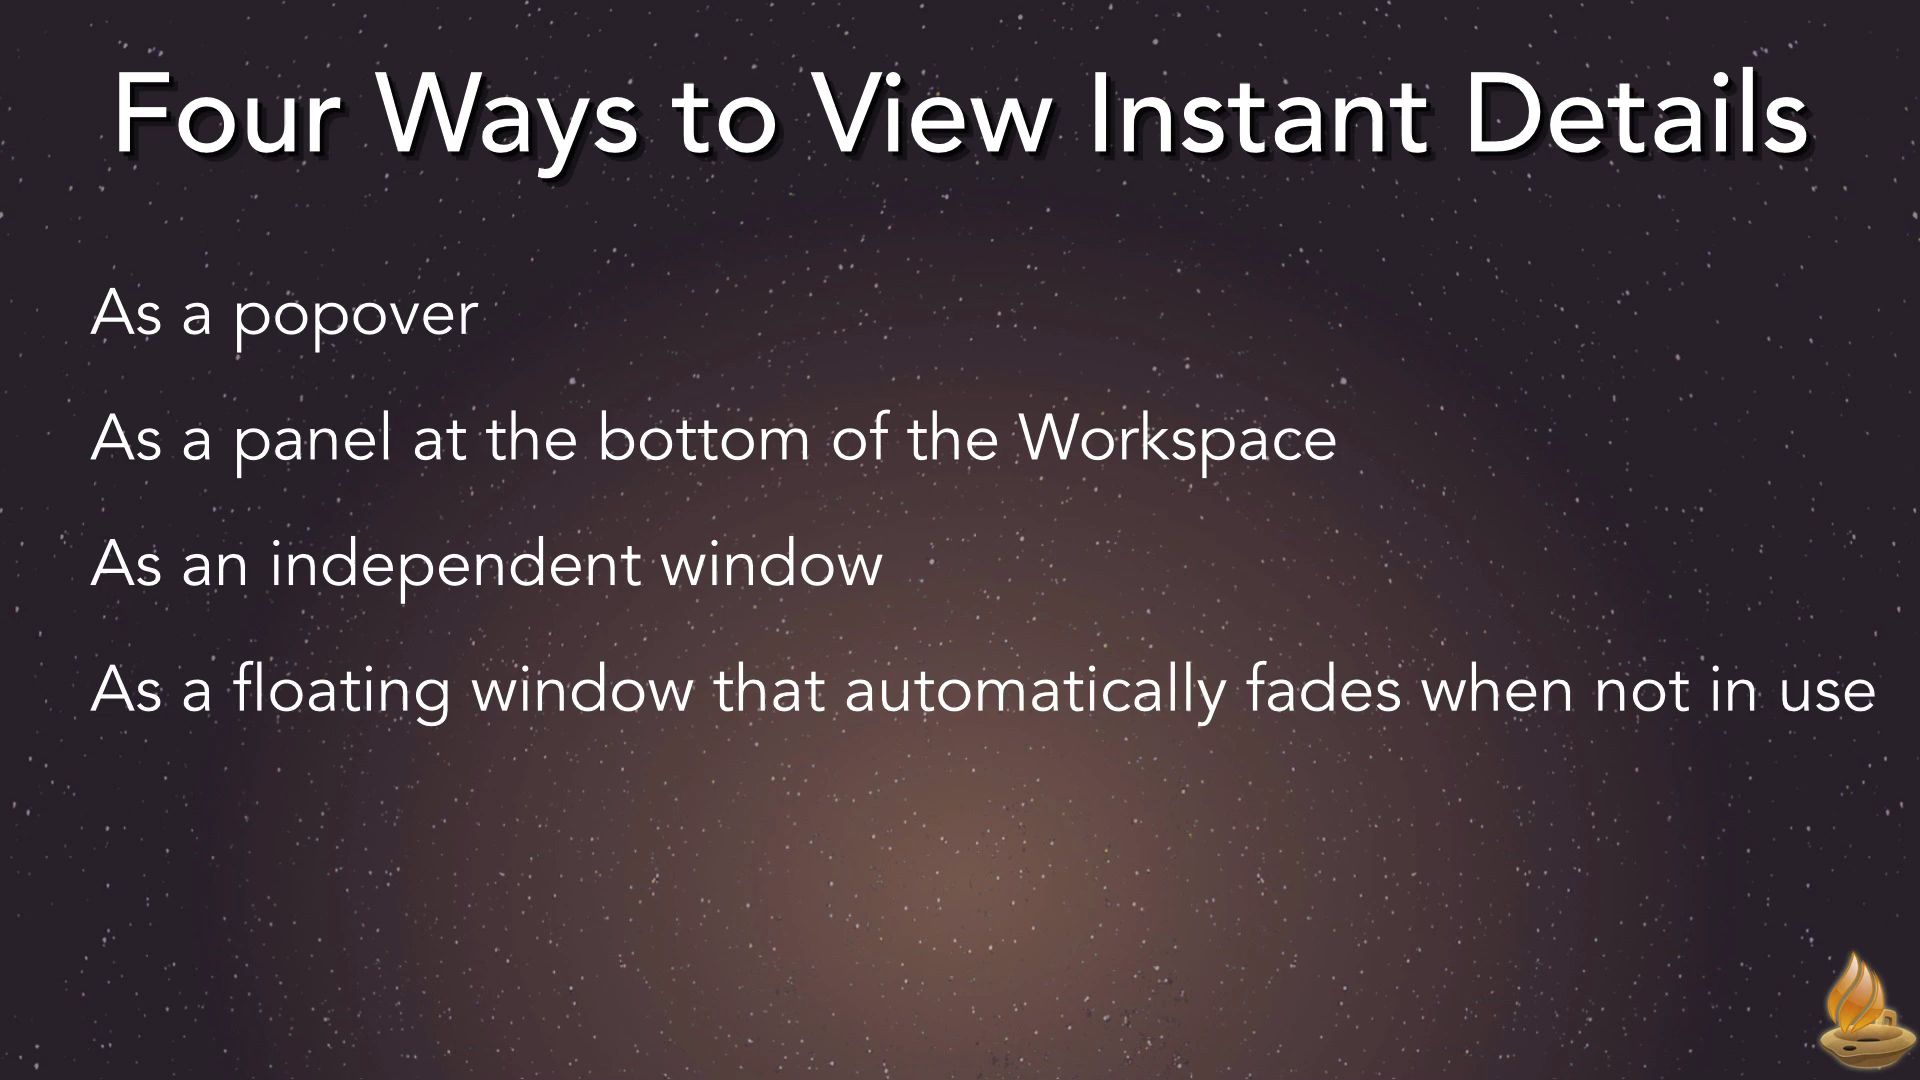 Four Ways to View Instant Details
As a popover
As a panel at the bottom of the Workspace
As an independent window
As a floating window that automatically fades when not in use